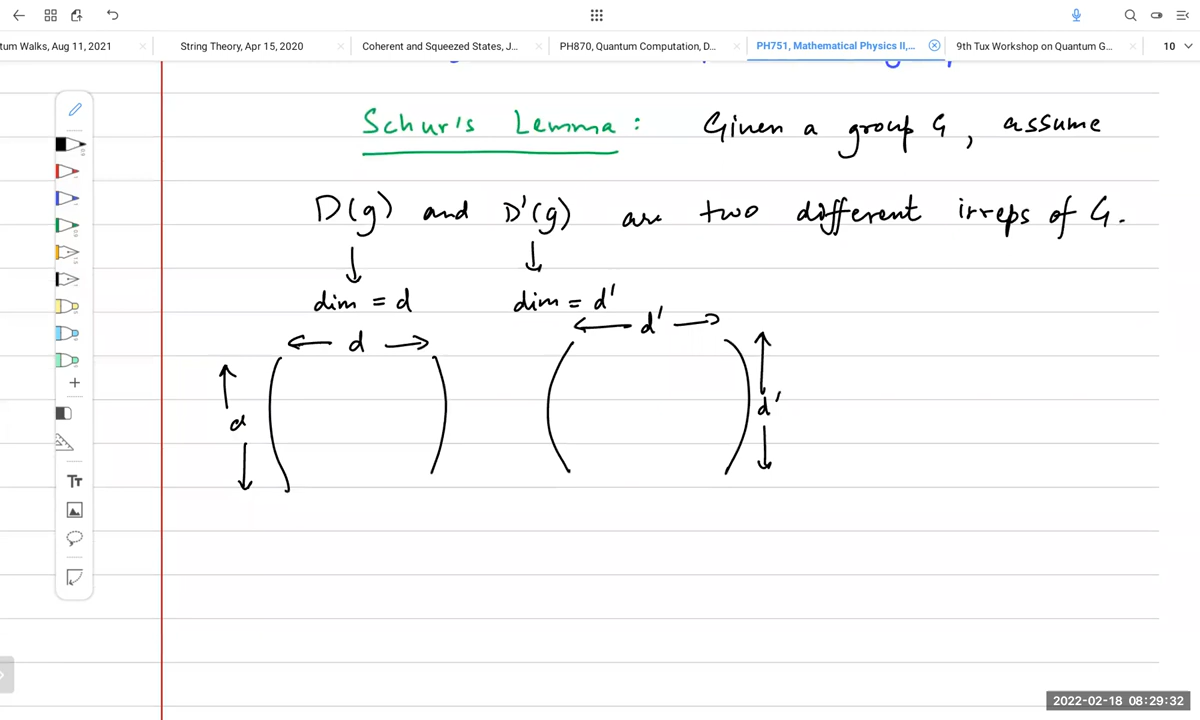 tum Walks, Aug 11, 2021 String Theory, Apr 15, 2020 Coherent and Squeezed States, J... PH870, Quantum Computation, D... PH751, Mathematical Physics II,... 9th Tux Workshop on Quantum G... 10
Schur's Lemma : Given a group G, assume
D(g) and D'(g) are two different irreps of G.
↓ ↓
dim = d dim = d'
← d → ← d' →
↑ d ↓ ( ) ( ) ↑ d' ↓
Tт
2022-02-18 08:29:32